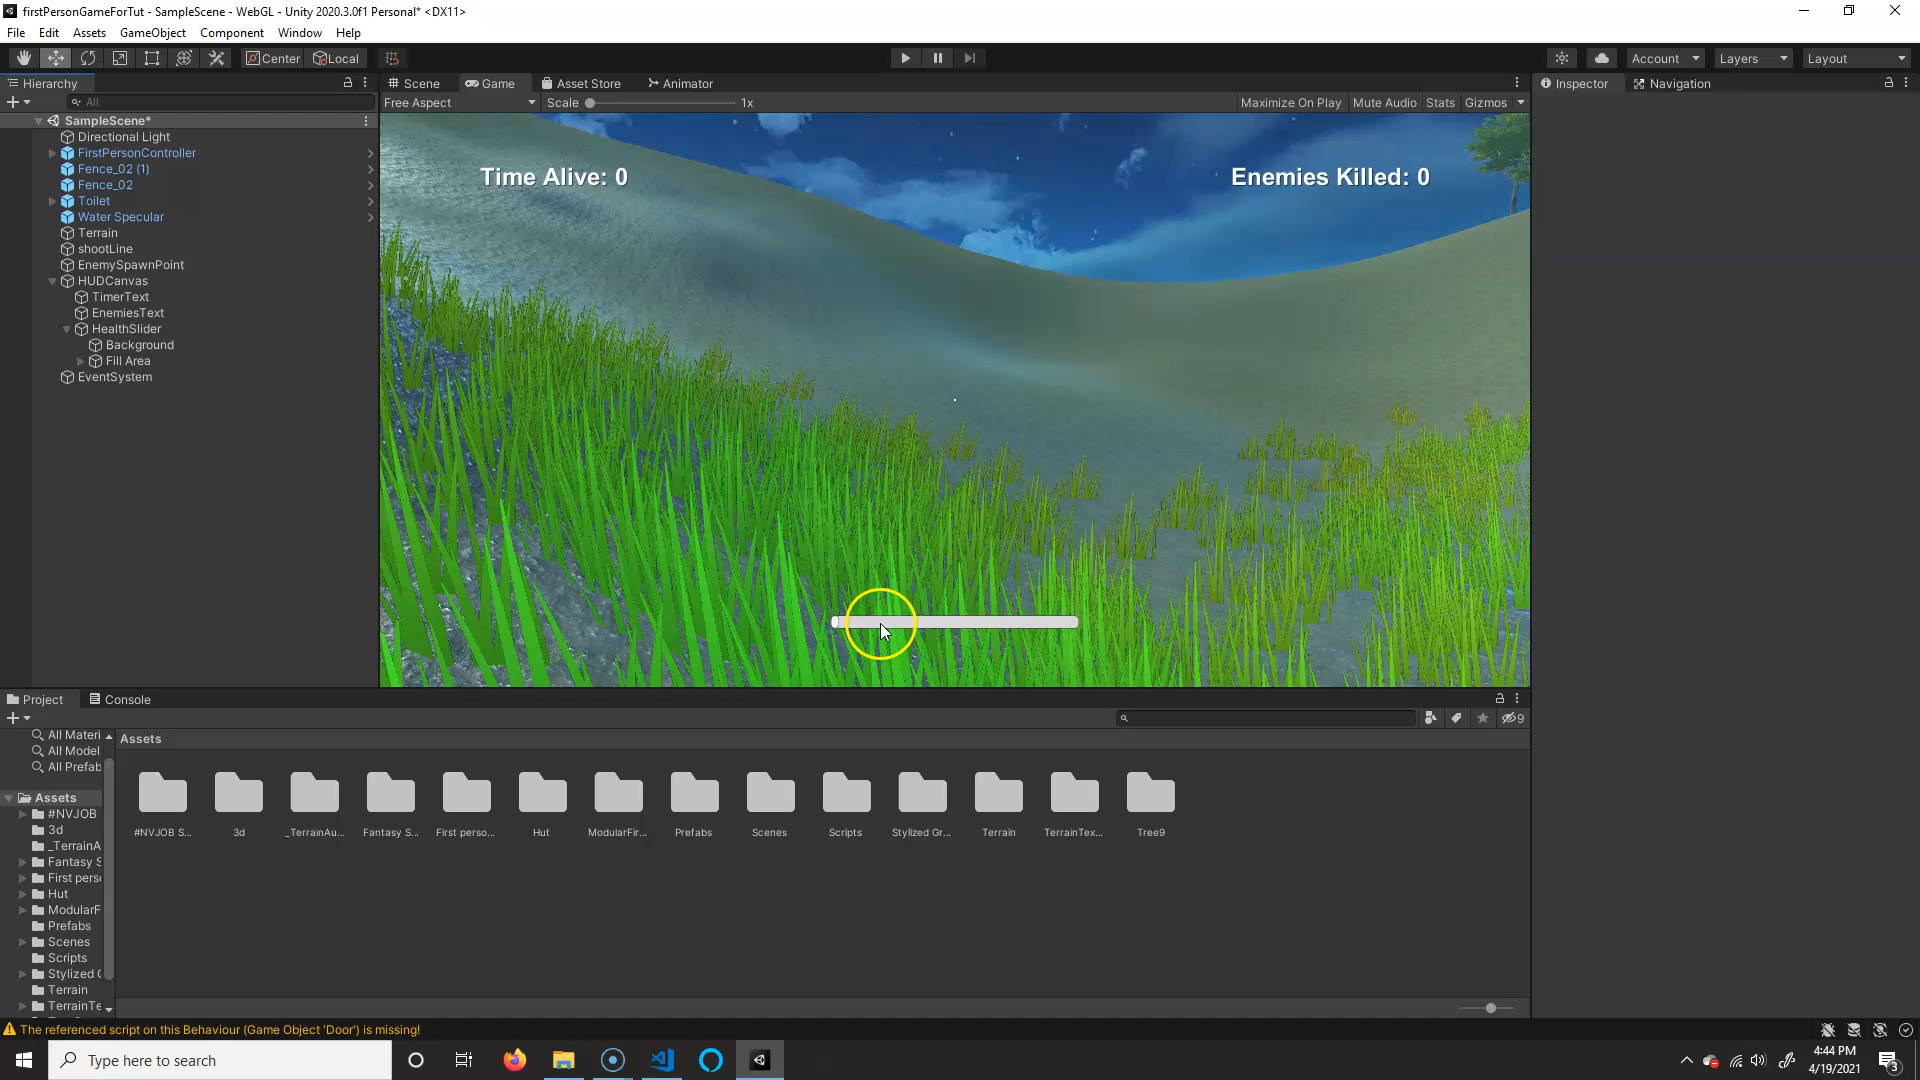 firstPersonGameForTut - SampleScene - WebGL - Unity 2020.3.0f1 Personal* <DX11>
File Edit Assets GameObject Component Window Help
Center Local Account Layers Layout
Hierarchy Scene Game Asset Store Animator Inspector Navigation
All Free Aspect Scale 1x Maximize On Play Mute Audio Stats Gizmos
SampleScene*
Directional Light
FirstPersonController
Fence_02 (1)
Fence_02
Toilet
Water Specular
Terrain
shootLine
EnemySpawnPoint
HUDCanvas
TimerText
EnemiesText
HealthSlider
Background
Fill Area
EventSystem
Time Alive: 0 Enemies Killed: 0
Project Console
9
All Materi
All Model
All Prefab
Assets
#NVJOB
3d
_TerrainA
Fantasy S
First pers
Hut
ModularF
Prefabs
Scenes
Scripts
Stylized
Terrain
TerrainTe
Assets
#NVJOB S... 3d _TerrainAu... Fantasy S... First perso... Hut ModularFir... Prefabs Scenes Scripts Stylized Gr... Terrain TerrainTex... Tree9
The referenced script on this Behaviour (Game Object 'Door') is missing!
Type here to search
4:44 PM
4/19/2021
3